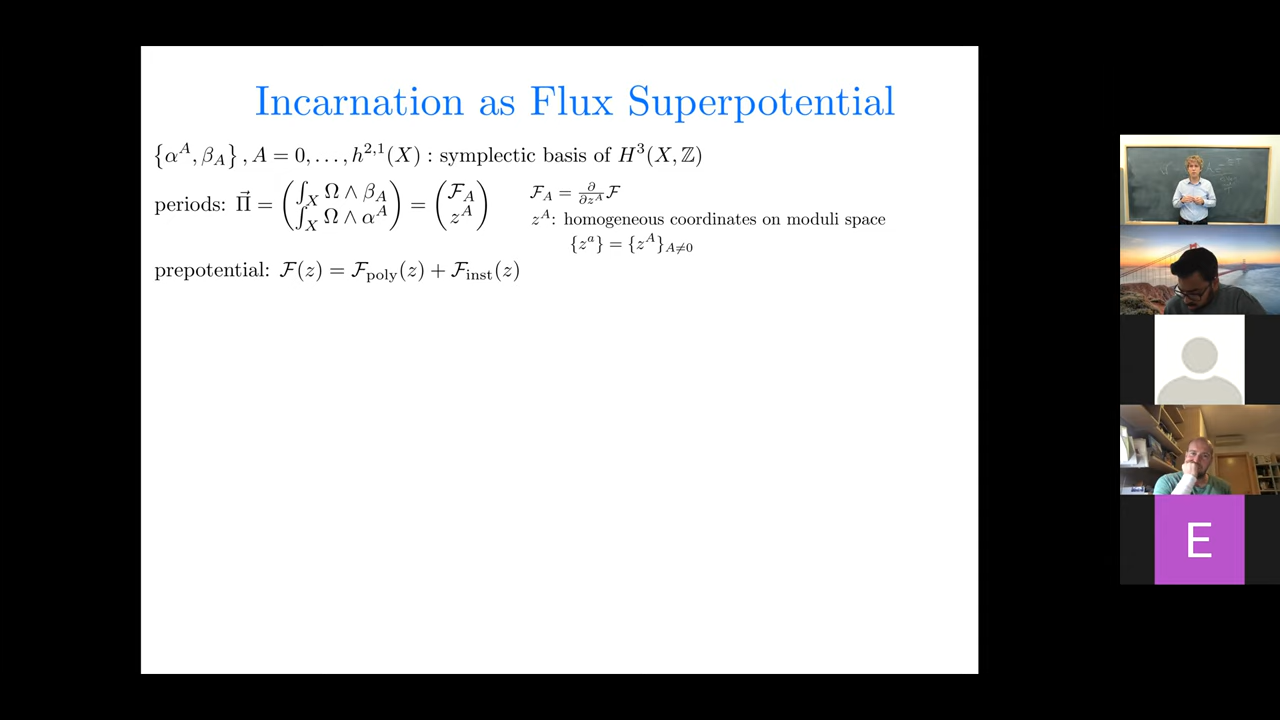 Incarnation as Flux Superpotential
{α^A, β_A}, A = 0, ..., h^{2,1}(X) : symplectic basis of H^3(X, ℤ)
periods: \vec{Π} = (∫_X Ω ∧ β_A ; ∫_X Ω ∧ α^A) = (ℱ_A ; z^A)
ℱ_A = ∂/∂z^A ℱ
z^A: homogeneous coordinates on moduli space
{z^a} = {z^A}_{A≠0}
prepotential: ℱ(z) = ℱ_poly(z) + ℱ_inst(z)
E